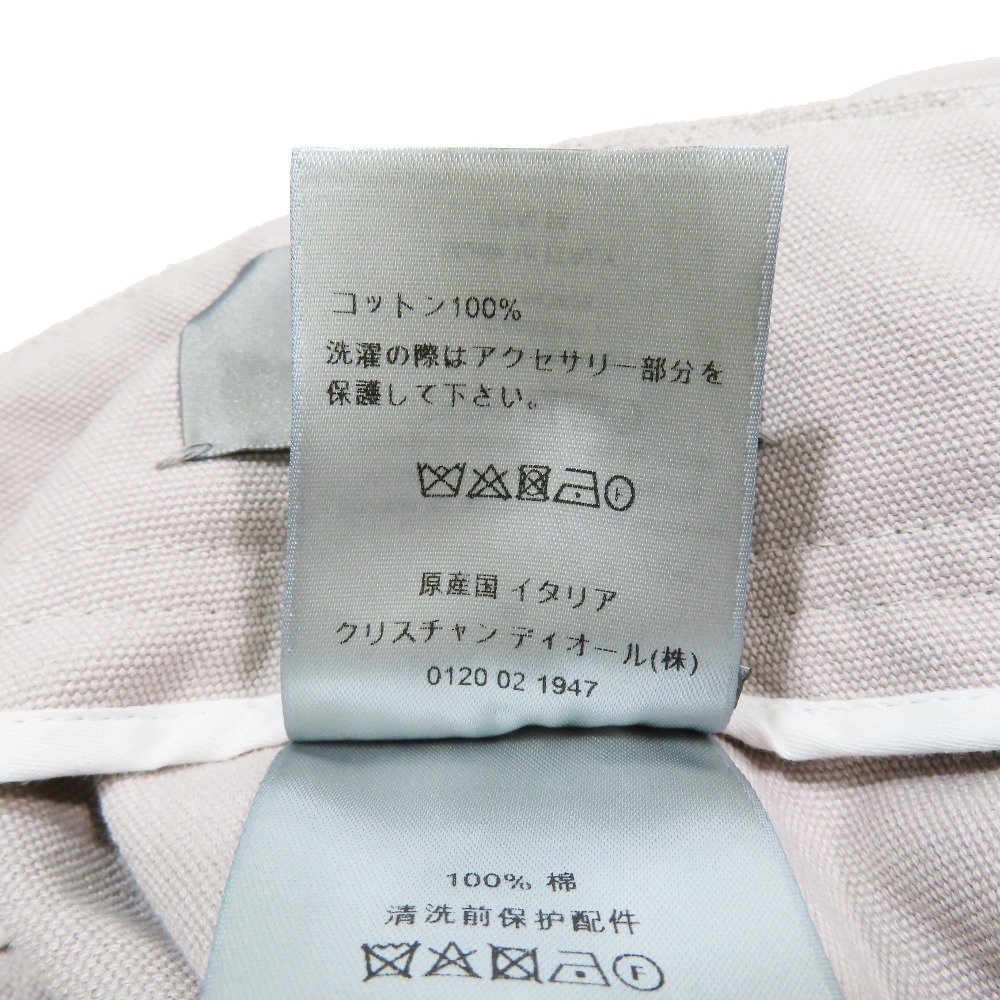 コットン100%
洗濯の際はアクセサリー部分を
保護して下さい。
F
原産国 イタリア
クリスチャン ディオール(株)
0120 02 1947
100% 棉
清洗前保护配件
F